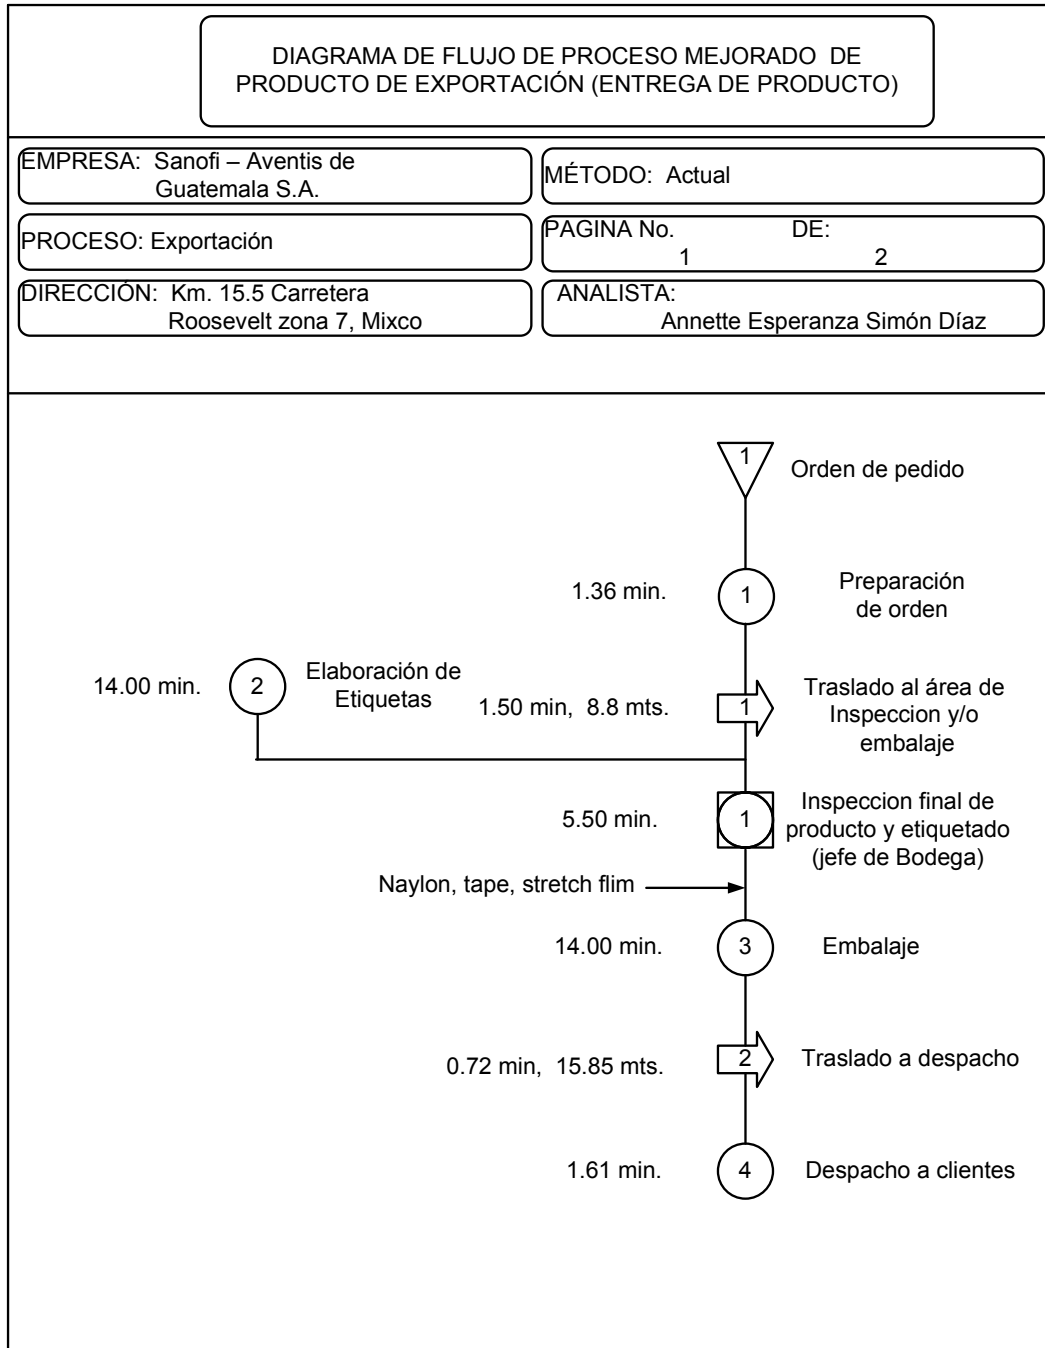 DIAGRAMA DE FLUJO DE PROCESO MEJORADO DE
PRODUCTO DE EXPORTACIÓN (ENTREGA DE PRODUCTO)
EMPRESA: Sanofi – Aventis de
Guatemala S.A.
MÉTODO: Actual
PROCESO: Exportación
PAGINA No. DE:
1 2
DIRECCIÓN: Km. 15.5 Carretera
Roosevelt zona 7, Mixco
ANALISTA:
Annette Esperanza Simón Díaz
1
Orden de pedido
1.36 min.
1
Preparación
de orden
14.00 min.
2
Elaboración de
Etiquetas
1.50 min, 8.8 mts.
1
Traslado al área de
Inspeccion y/o
embalaje
5.50 min.
1
Inspeccion final de
producto y etiquetado
(jefe de Bodega)
Naylon, tape, stretch flim
14.00 min.
3
Embalaje
0.72 min, 15.85 mts.
2
Traslado a despacho
1.61 min.
4
Despacho a clientes